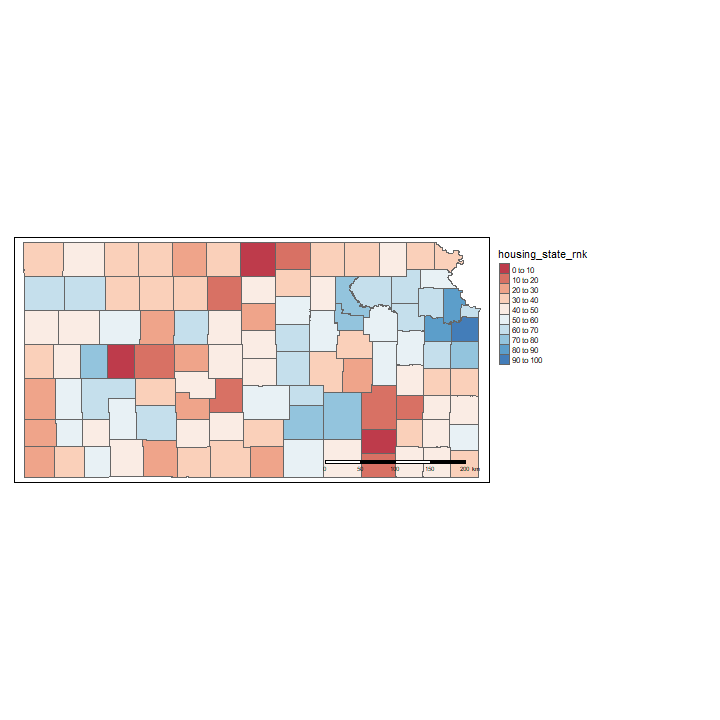 housing_state_rnk
0 to 10
10 to 20
20 to 30
30 to 40
40 to 50
50 to 60
60 to 70
70 to 80
80 to 90
90 to 100
0 50 100 150 200 km